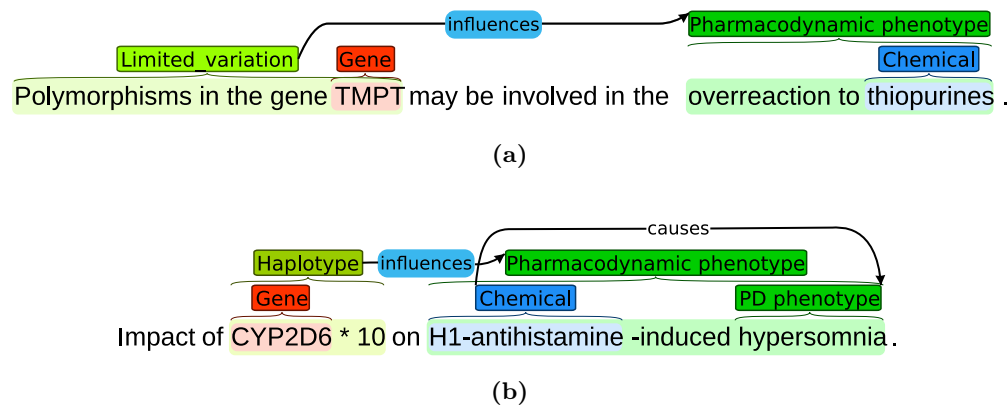 influences
Pharmacodynamic phenotype
Limited_variation Gene Chemical
Polymorphisms in the gene TMPT may be involved in the overreaction to thiopurines .
(a)
causes
Haplotype influences Pharmacodynamic phenotype
Gene Chemical PD phenotype
Impact of CYP2D6 * 10 on H1-antihistamine -induced hypersomnia .
(b)